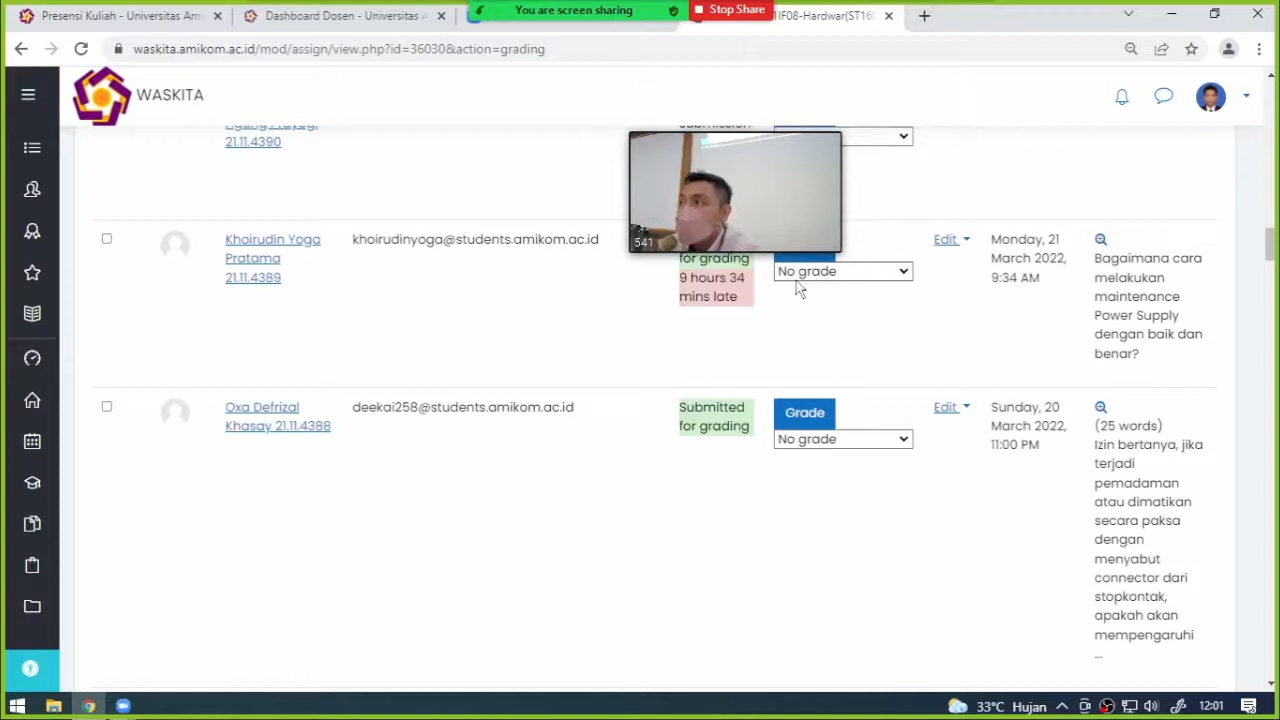 Presensi Kuliah - Universitas Ami
Dashboard Dosen - Universitas
You are screen sharing
Stop Share
IF08-Hardwar(ST16
waskita.amikom.ac.id/mod/assign/view.php?id=36030&action=grading
WASKITA
21.11.4390
Khoirudin Yoga
Pratama
21.11.4389
khoirudinyoga@students.amikom.ac.id
541
for grading
9 hours 34
mins late
No grade
Edit
Monday, 21
March 2022,
9:34 AM
Bagaimana cara
melakukan
maintenance
Power Supply
dengan baik dan
benar?
Oxa Defrizal
Khasay 21.11.4388
deekai258@students.amikom.ac.id
Submitted
for grading
Grade
No grade
Edit
Sunday, 20
March 2022,
11:00 PM
(25 words)
Izin bertanya, jika
terjadi
pemadaman
atau dimatikan
secara paksa
dengan
menyabut
connector dari
stopkontak,
apakah akan
mempengaruhi
...
33°C Hujan
12:01